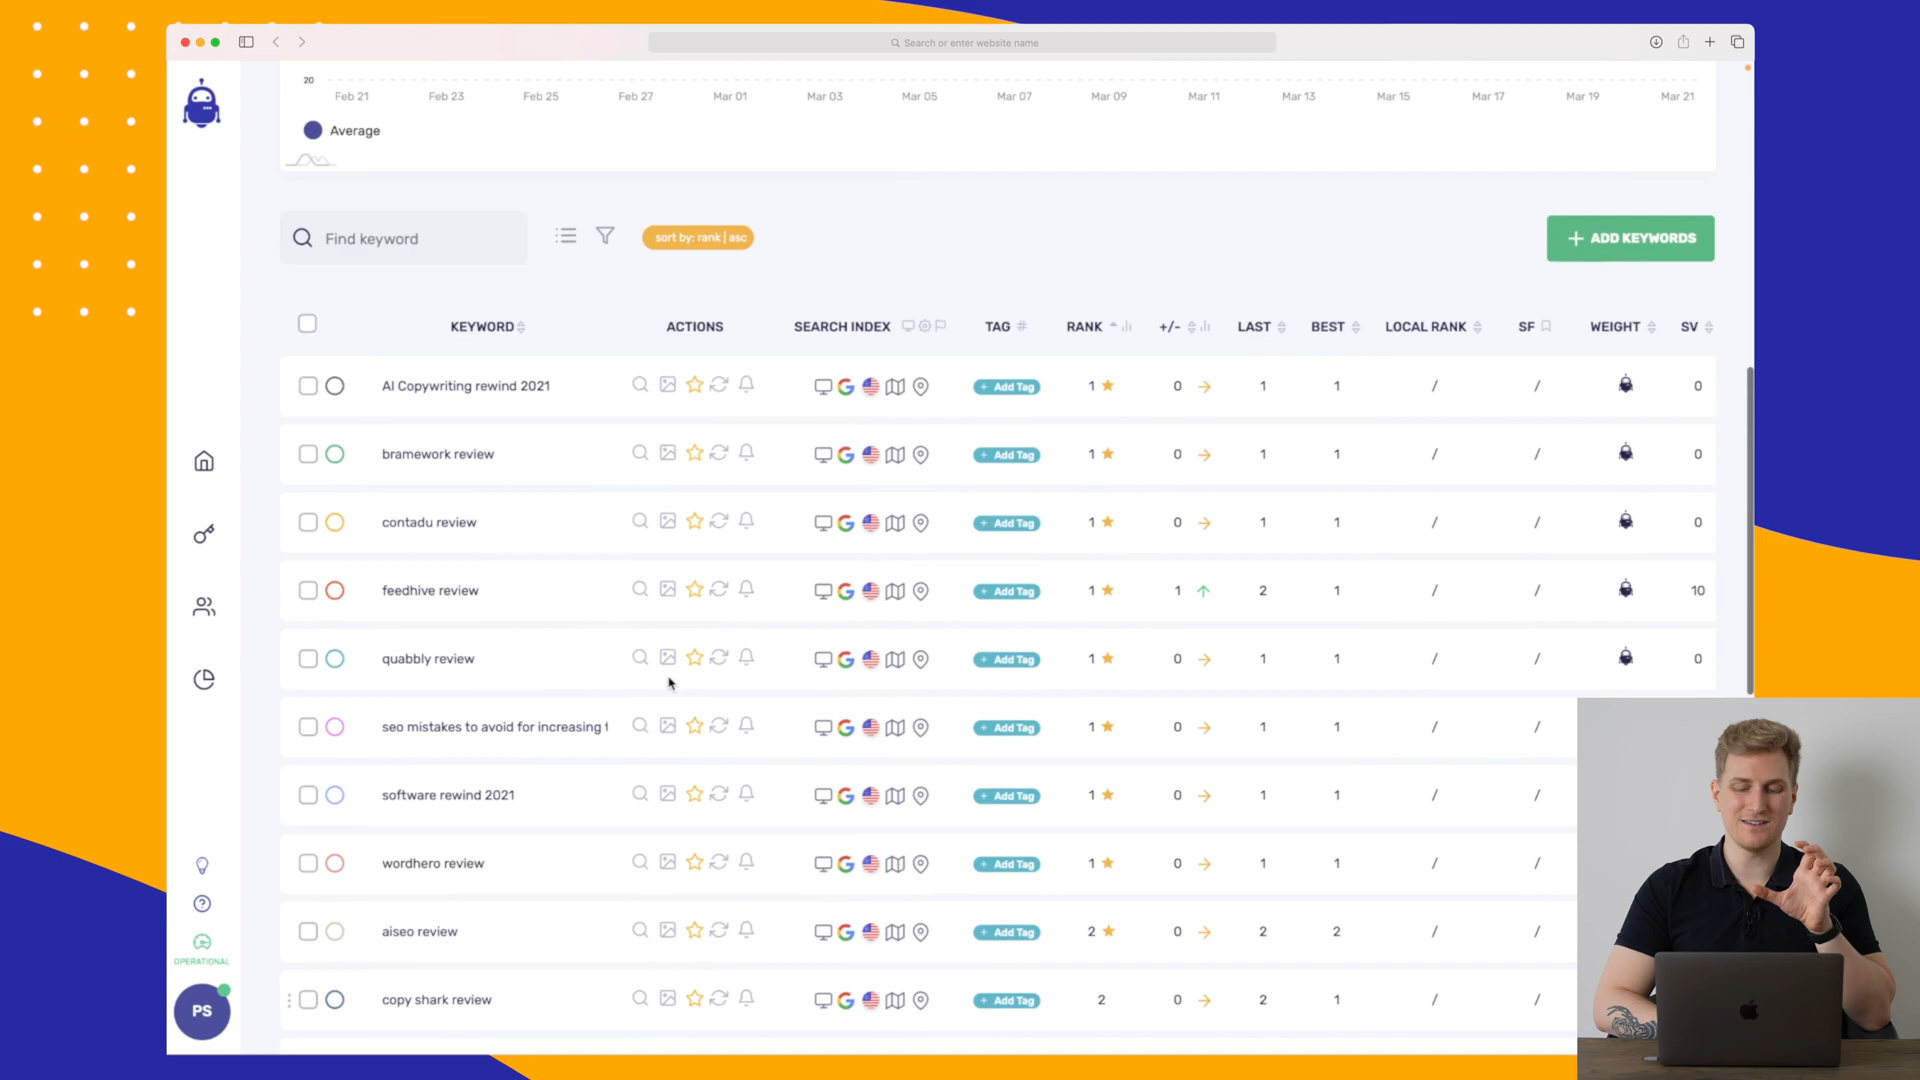 Search or enter website name
20
Feb 21 Feb 23 Feb 25 Feb 27 Mar 01 Mar 03 Mar 05 Mar 07 Mar 09 Mar 11 Mar 13 Mar 15 Mar 17 Mar 19 Mar 21
Average
Find keyword sort by: rank | asc + ADD KEYWORDS
KEYWORD ACTIONS SEARCH INDEX TAG # RANK +/- LAST BEST LOCAL RANK SF WEIGHT SV
AI Copywriting rewind 2021 + Add Tag 1 0 1 1 / / 0
bramework review + Add Tag 1 0 1 1 / / 0
contadu review + Add Tag 1 0 1 1 / / 0
feedhive review + Add Tag 1 1 2 1 / / 10
quabbly review + Add Tag 1 0 1 1 / / 0
seo mistakes to avoid for increasing + Add Tag 1 0 1 1 / /
software rewind 2021 + Add Tag 1 0 1 1 / /
wordhero review + Add Tag 1 0 1 1 / /
aiseo review + Add Tag 2 0 2 2 / /
copy shark review + Add Tag 2 0 2 1 / /
OPERATIONAL
PS